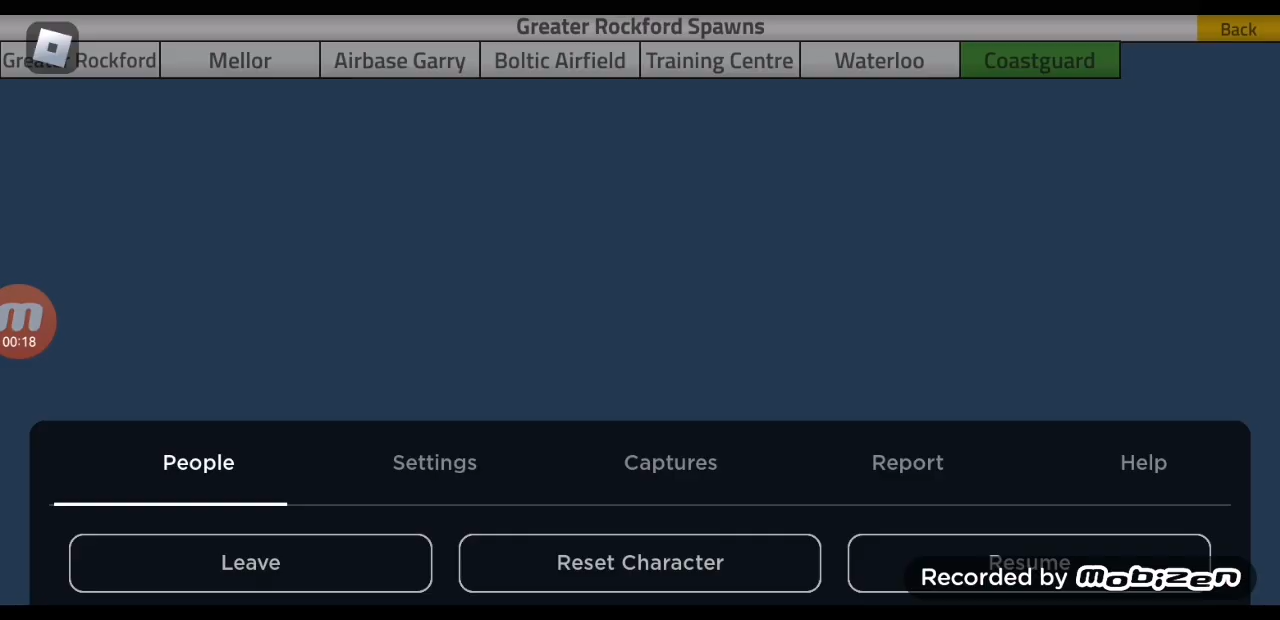 Greater Rockford Spawns
Back
Rockford
Mellor
Airbase Garry
Boltic Airfield
Training Centre
Waterloo
Coastguard
m
00:18
People
Settings
Captures
Report
Help
Leave
Reset Character
Resume
Recorded by mobizen